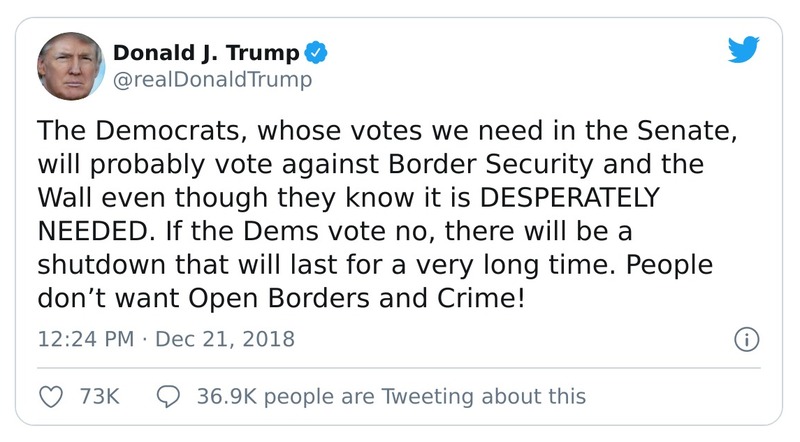 Donald J. Trump
@realDonaldTrump
The Democrats, whose votes we need in the Senate,
will probably vote against Border Security and the
Wall even though they know it is DESPERATELY
NEEDED. If the Dems vote no, there will be a
shutdown that will last for a very long time. People
don’t want Open Borders and Crime!
12:24 PM · Dec 21, 2018
73K 36.9K people are Tweeting about this